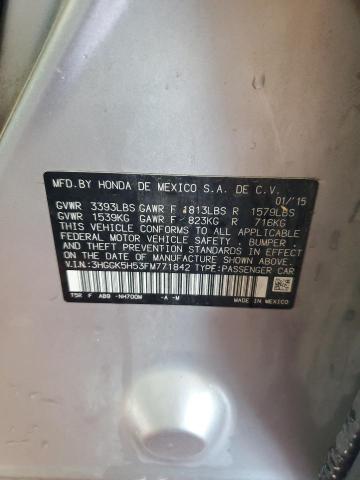 MFD.BY HONDA DE MEXICO S.A. DE C.V.
01/'15
GVWR 3393LBS GAWR F 1813LBS R 1579LBS
GVWR 1539KG GAWR F 823KG R 716KG
THIS VEHICLE CONFORMS TO ALL APPLICABLE
FEDERAL MOTOR VEHICLE SAFETY , BUMPER ,
AND THEFT PREVENTION STANDARDS IN EFFECT
ON THE DATE OF MANUFACTURE SHOWN ABOVE.
V.I.N:3HGGK5H53FM771842 TYPE:PASSENGER CAR
T5R F AB9 -NH700M -A -M
MADE IN MEXICO